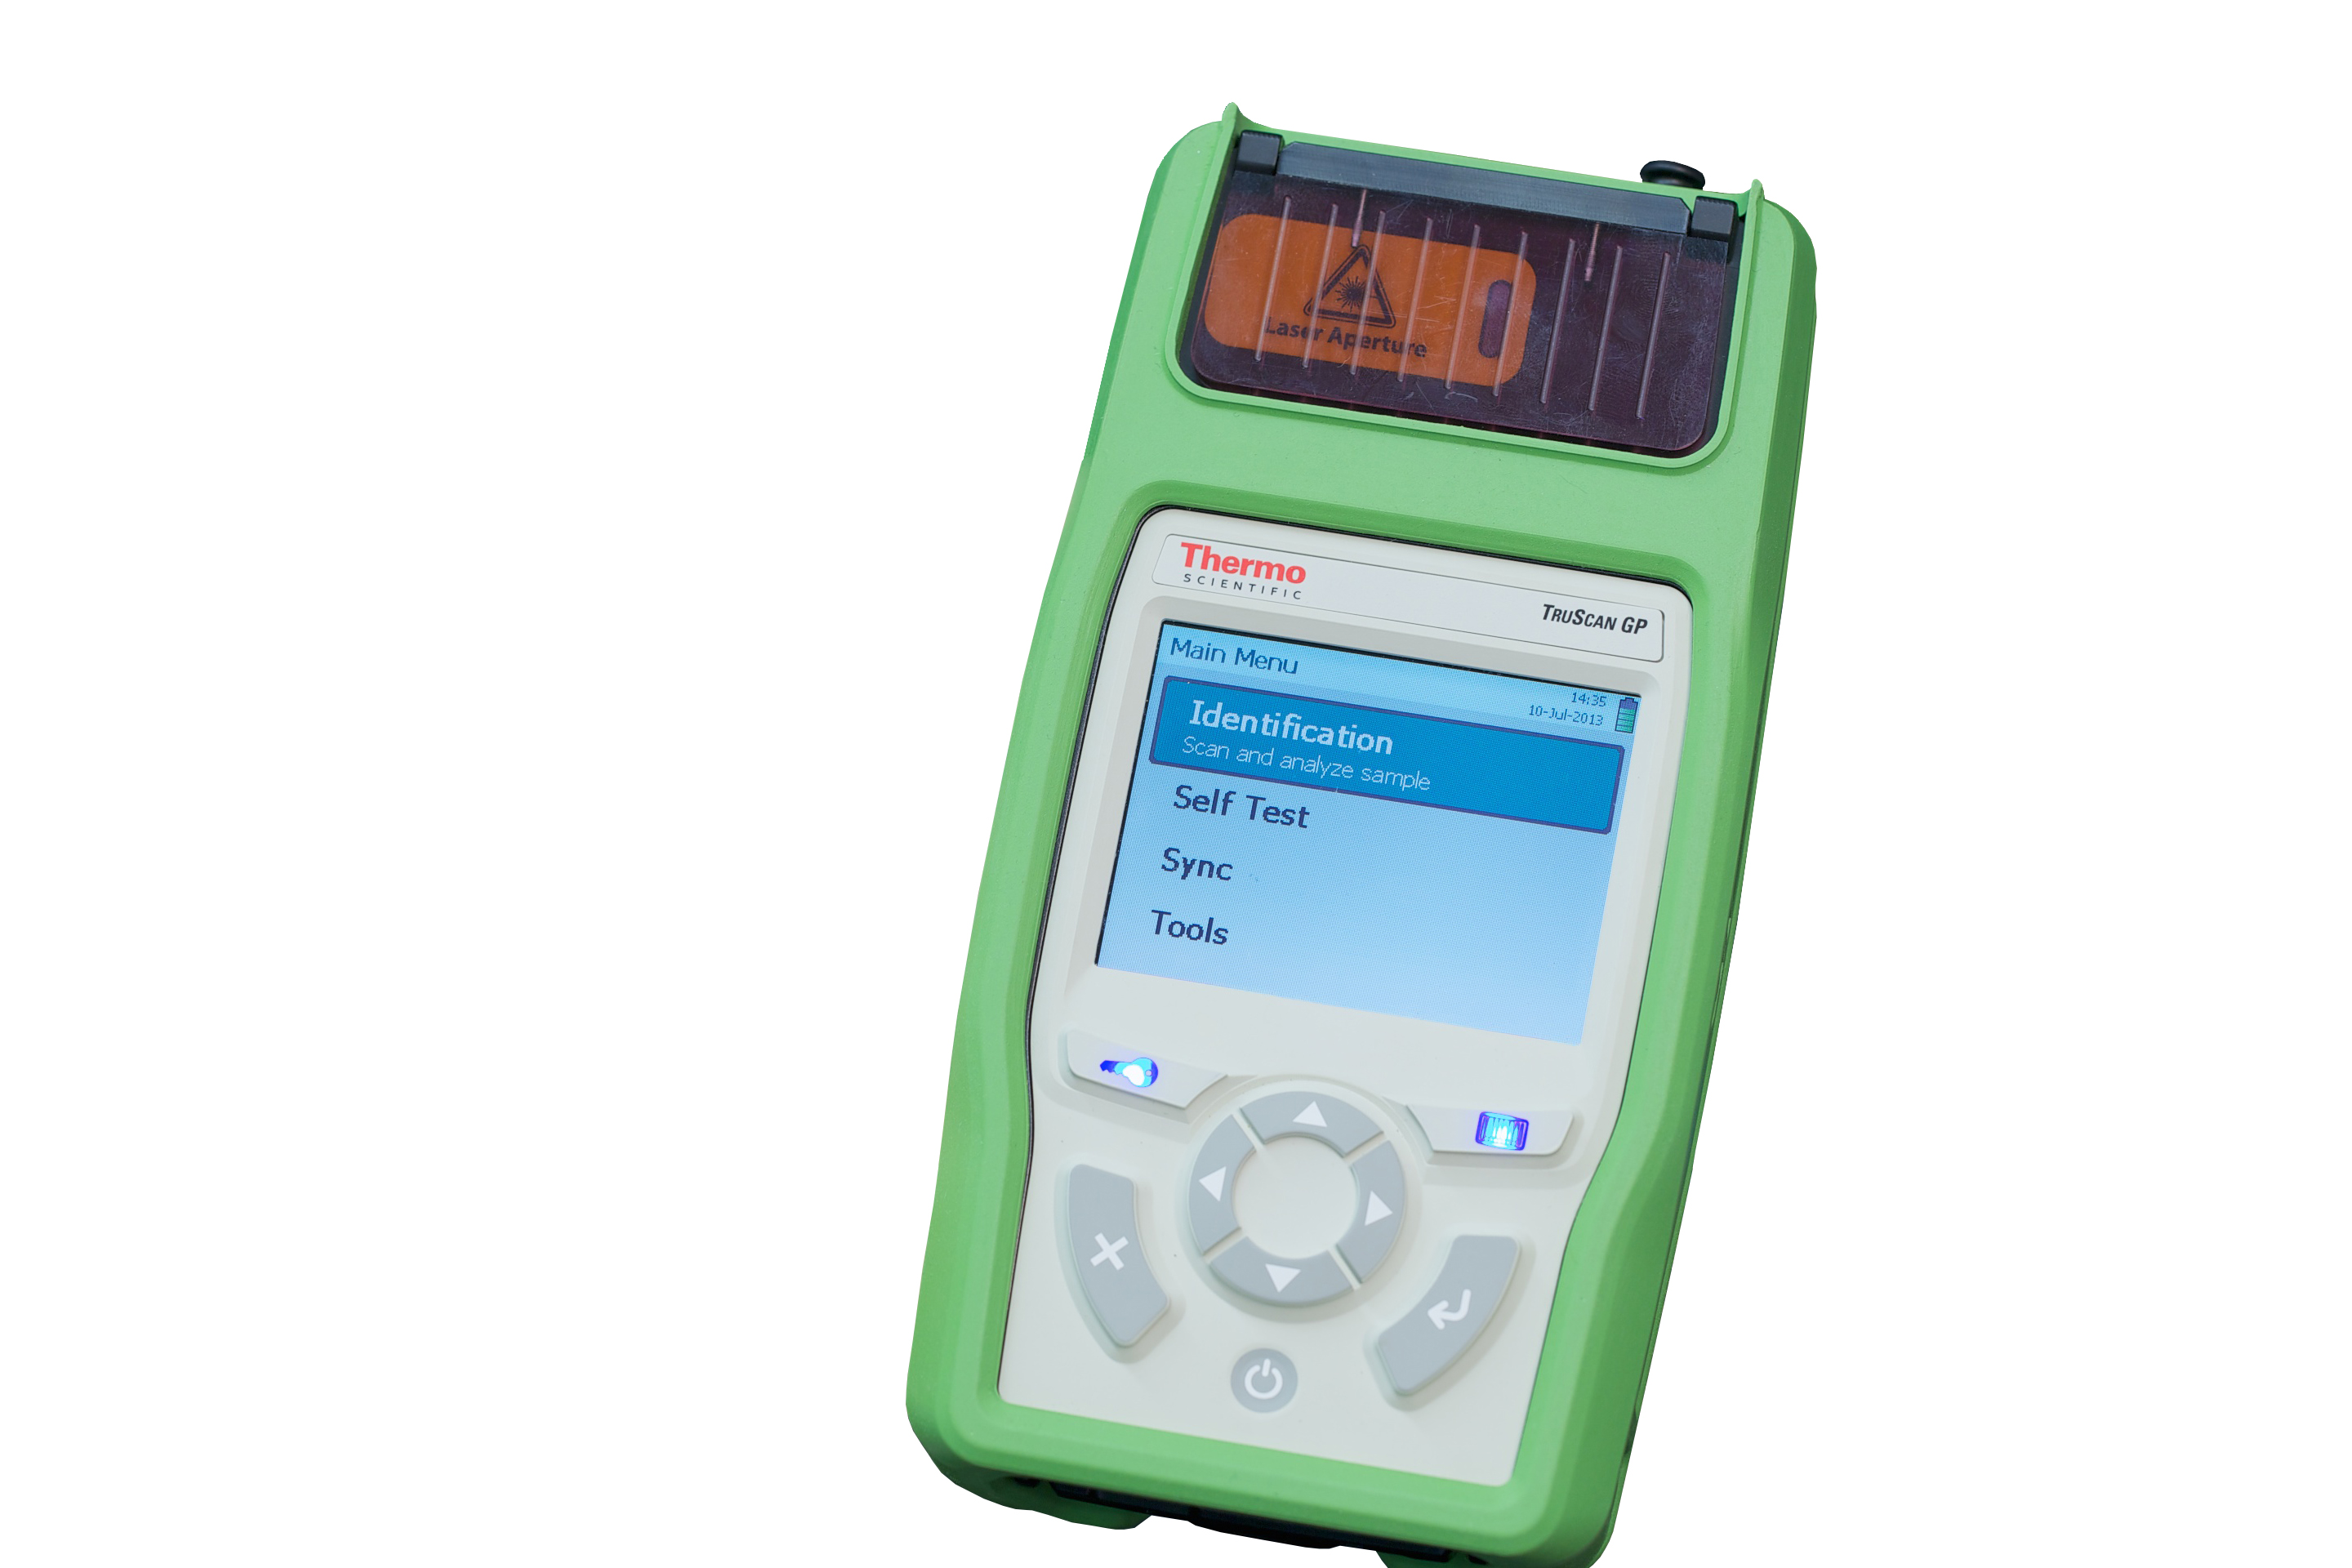 Laser Aperture
Thermo
SCIENTIFIC
TRUSCAN GP
Main Menu
14:35
10-Jul-2013
Identification
Scan and analyze sample
Self Test
Sync
Tools